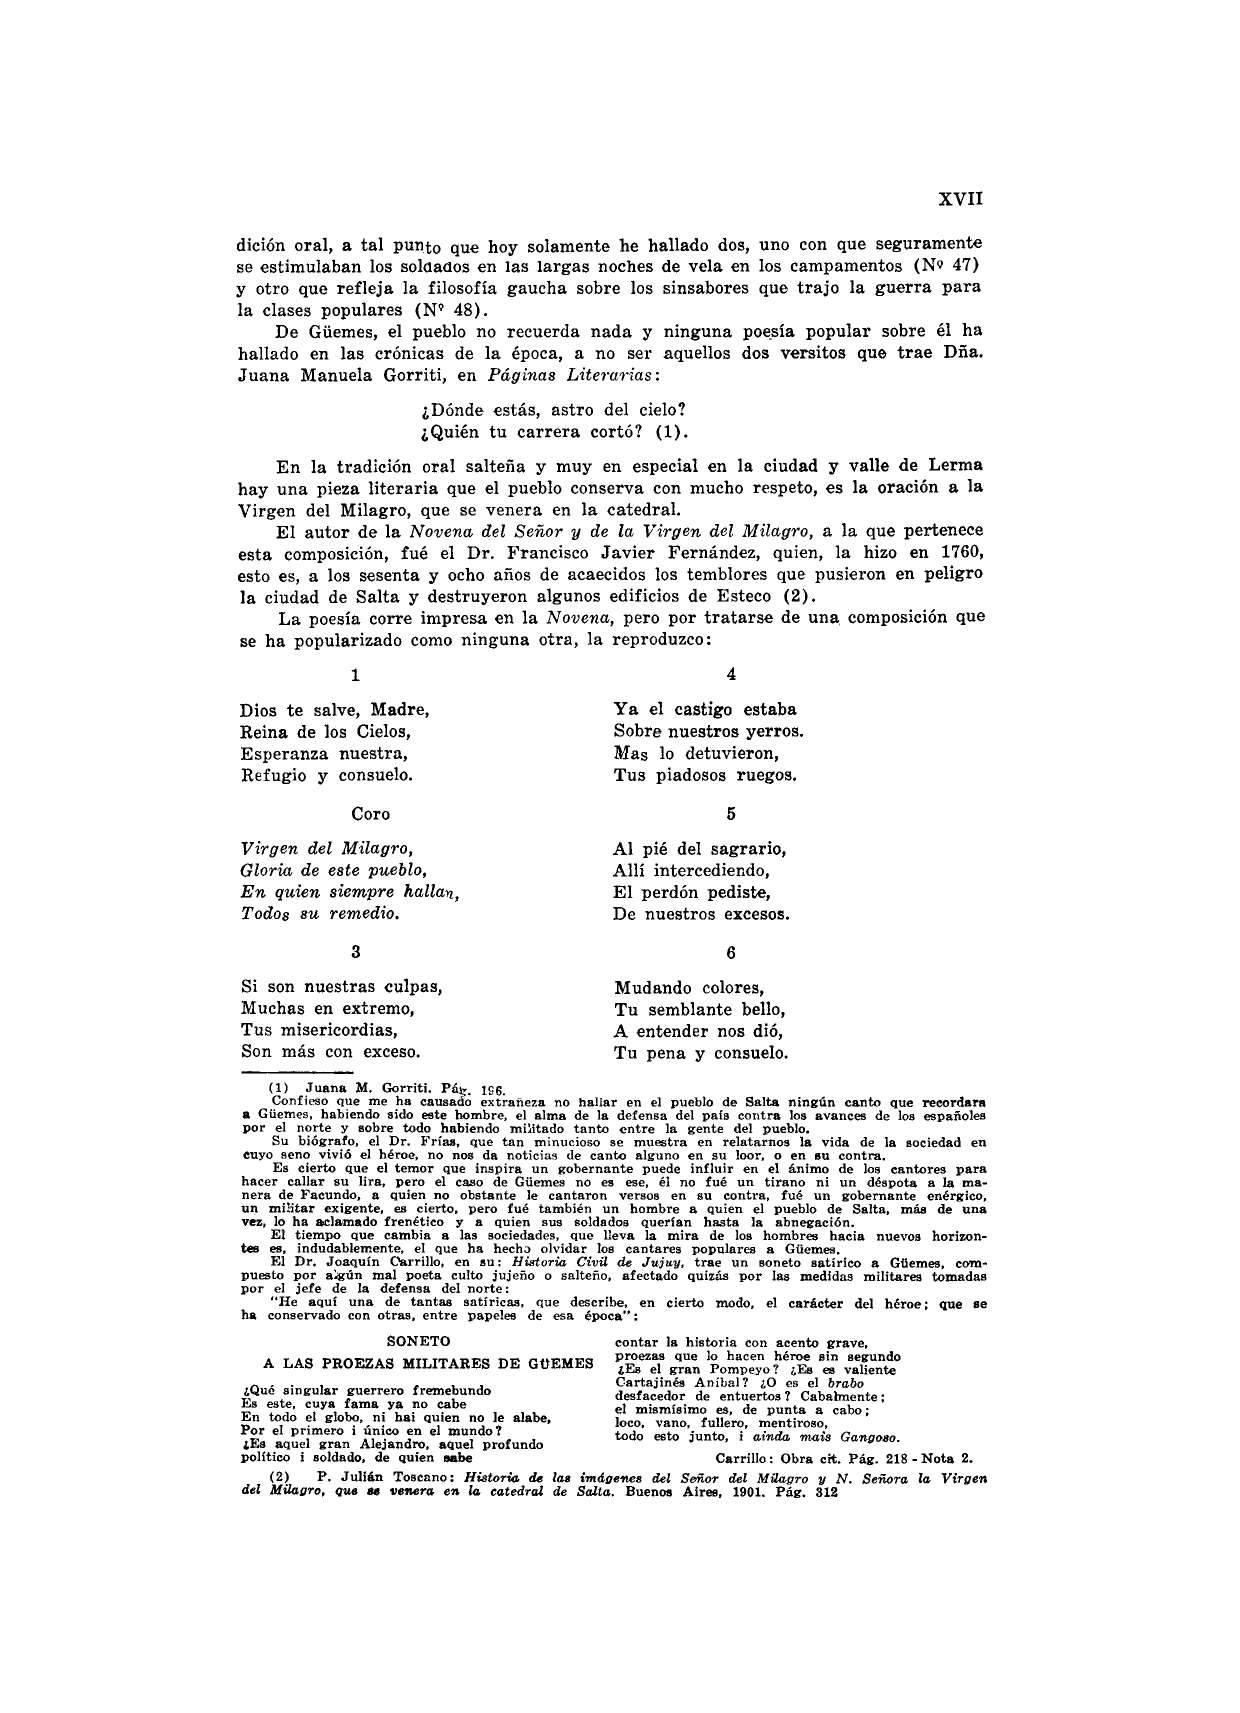 XVII
dición oral, a tal punto que hoy solamente he hallado dos, uno con que seguramente
se estimulaban los soldados en las largas noches de vela en los campamentos (Nº 47)
y otro que refleja la filosofía gaucha sobre los sinsabores que trajo la guerra para
la clases populares (Nº 48).
De Güemes, el pueblo no recuerda nada y ninguna poesía popular sobre él ha
hallado en las crónicas de la época, a no ser aquellos dos versitos que trae Dña.
Juana Manuela Gorriti, en Páginas Literarias:
¿Dónde estás, astro del cielo?
¿Quién tu carrera cortó? (1).
En la tradición oral salteña y muy en especial en la ciudad y valle de Lerma
hay una pieza literaria que el pueblo conserva con mucho respeto, es la oración a la
Virgen del Milagro, que se venera en la catedral.
El autor de la Novena del Señor y de la Virgen del Milagro, a la que pertenece
esta composición, fué el Dr. Francisco Javier Fernández, quien, la hizo en 1760,
esto es, a los sesenta y ocho años de acaecidos los temblores que pusieron en peligro
la ciudad de Salta y destruyeron algunos edificios de Esteco (2).
La poesía corre impresa en la Novena, pero por tratarse de una composición que
se ha popularizado como ninguna otra, la reproduzco:
1
Dios te salve, Madre,
Reina de los Cielos,
Esperanza nuestra,
Refugio y consuelo.
Coro
Virgen del Milagro,
Gloria de este pueblo,
En quien siempre hallan,
Todos su remedio.
3
Si son nuestras culpas,
Muchas en extremo,
Tus misericordias,
Son más con exceso.
4
Ya el castigo estaba
Sobre nuestros yerros.
Mas lo detuvieron,
Tus piadosos ruegos.
5
Al pié del sagrario,
Allí intercediendo,
El perdón pediste,
De nuestros excesos.
6
Mudando colores,
Tu semblante bello,
A entender nos dió,
Tu pena y consuelo.
(1) Juana M. Gorriti. Pág. 196.
Confieso que me ha causado extrañeza no hallar en el pueblo de Salta ningún canto que recordara
a Güemes, habiendo sido este hombre, el alma de la defensa del país contra los avances de los españoles
por el norte y sobre todo habiendo militado tanto entre la gente del pueblo.
Su biógrafo, el Dr. Frías, que tan minucioso se muestra en relatarnos la vida de la sociedad en
cuyo seno vivió el héroe, no nos da noticias de canto alguno en su loor, o en su contra.
Es cierto que el temor que inspira un gobernante puede influir en el ánimo de los cantores para
hacer callar su lira, pero el caso de Güemes no es ese, él no fué un tirano ni un déspota a la ma-
nera de Facundo, a quien no obstante le cantaron versos en su contra, fué un gobernante enérgico,
un militar exigente, es cierto, pero fué también un hombre a quien el pueblo de Salta, más de una
vez, lo ha aclamado frenético y a quien sus soldados querían hasta la abnegación.
El tiempo que cambia a las sociedades, que lleva la mira de los hombres hacia nuevos horizon-
tes es, indudablemente, el que ha hecho olvidar los cantares populares a Güemes.
El Dr. Joaquín Carrillo, en su: Historia Civil de Jujuy, trae un soneto satírico a Güemes, com-
puesto por algún mal poeta culto jujeño o salteño, afectado quizás por las medidas militares tomadas
por el jefe de la defensa del norte:
"He aquí una de tantas satíricas, que describe, en cierto modo, el carácter del héroe; que se
ha conservado con otras, entre papeles de esa época":
SONETO
A LAS PROEZAS MILITARES DE GUEMES
¿Qué singular guerrero fremebundo
Es este, cuya fama ya no cabe
En todo el globo, ni hai quien no le alabe,
Por el primero i único en el mundo?
¿Es aquel gran Alejandro, aquel profundo
político i soldado, de quien sabe
contar la historia con acento grave,
proezas que lo hacen héroe sin segundo
¿Es el gran Pompeyo? ¿Es es valiente
Cartajinés Aníbal? ¿O es el brabo
desfacedor de entuertos? Cabalmente;
el mismísimo es, de punta a cabo;
loco, vano, fullero, mentiroso,
todo esto junto, i ainda mais Gangoso.
Carrillo: Obra cit. Pág. 218 - Nota 2.
(2) P. Julián Toscano: Historia de las imágenes del Señor del Milagro y N. Señora la Virgen
del Milagro, que se venera en la catedral de Salta. Buenos Aires, 1901. Pág. 312